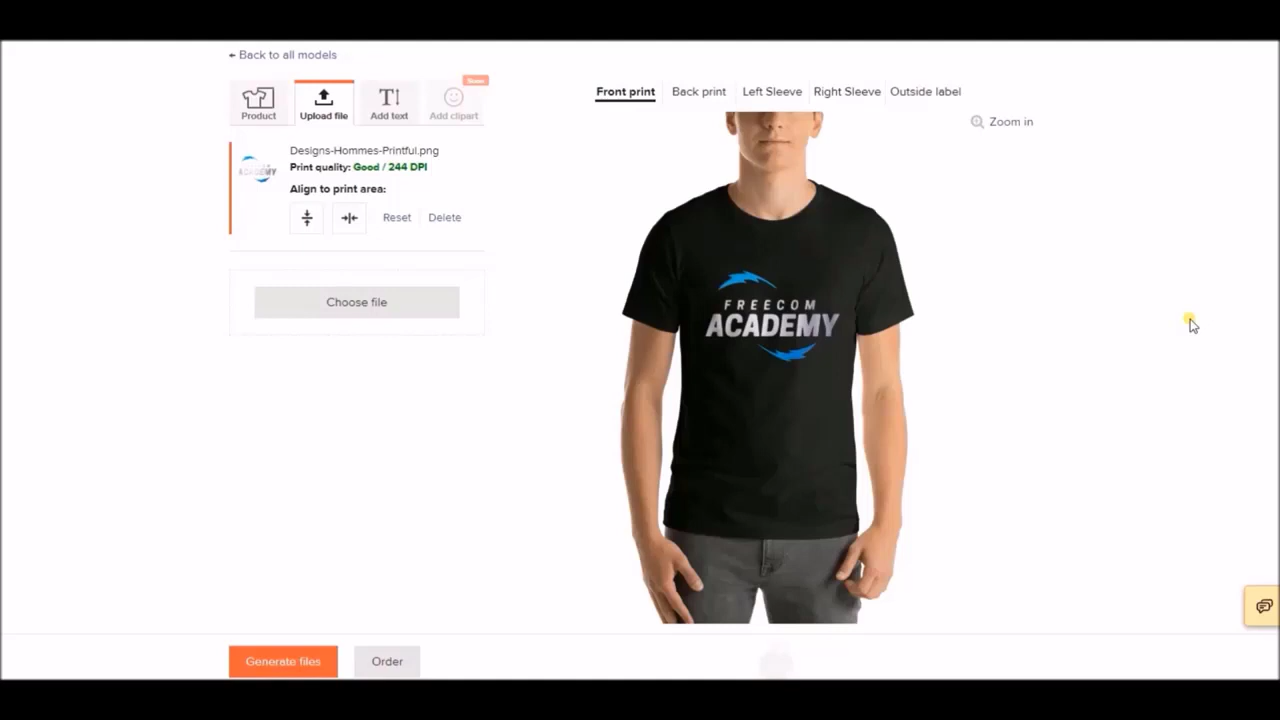 Back to all models
Product
Upload file
Add text
Add clipart
Front print
Back print
Left Sleeve
Right Sleeve
Outside label
Zoom in
Designs-Hommes-Printful.png
Print quality: Good / 244 DPI
Align to print area:
Reset
Delete
Choose file
FREECOM
ACADEMY
Generate files
Order